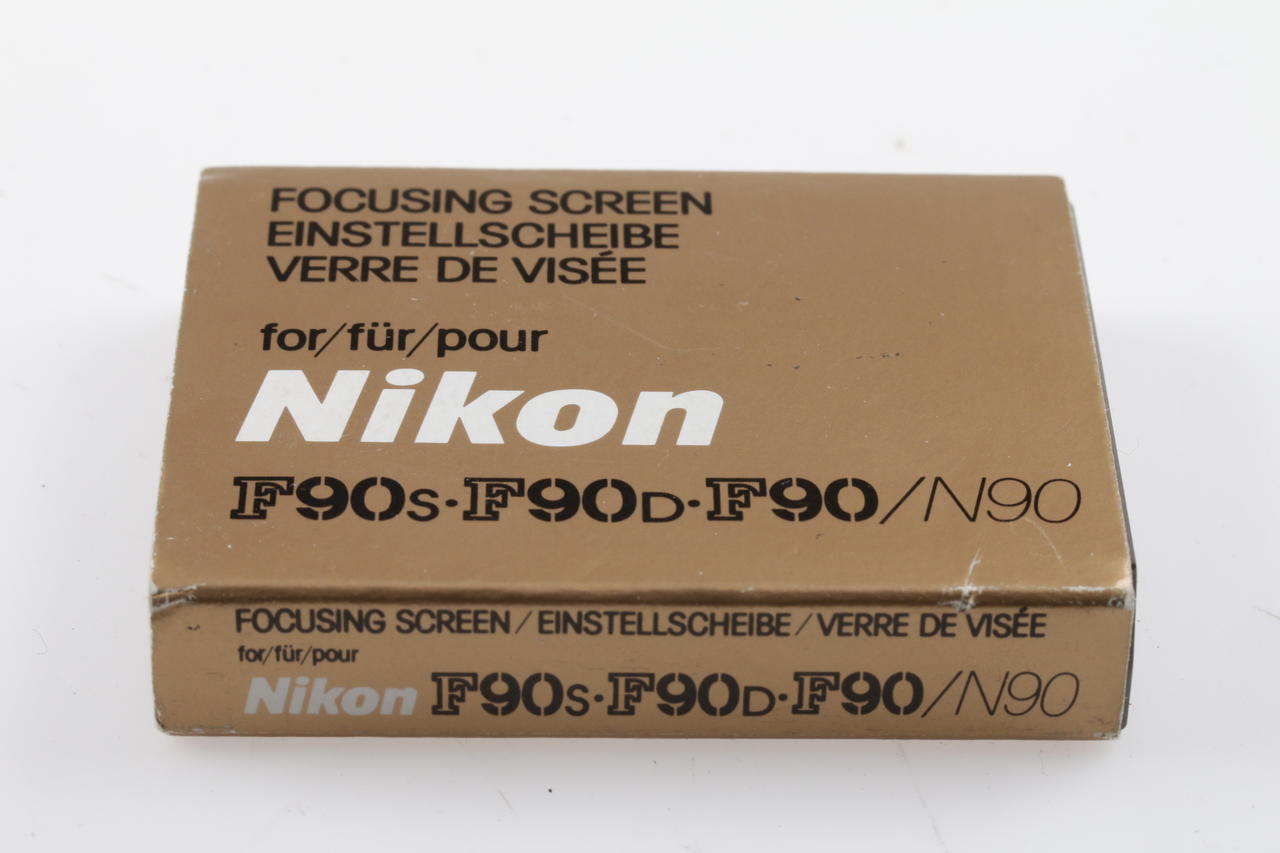 FOCUSING SCREEN
EINSTELLSCHEIBE
VERRE DE VISÉE
for/für/pour
Nikon
F90S·F90D·F90/N90
FOCUSING SCREEN/EINSTELLSCHEIBE/VERRE DE VISÉE
for/für/pour
Nikon F90S·F90D·F90/N90